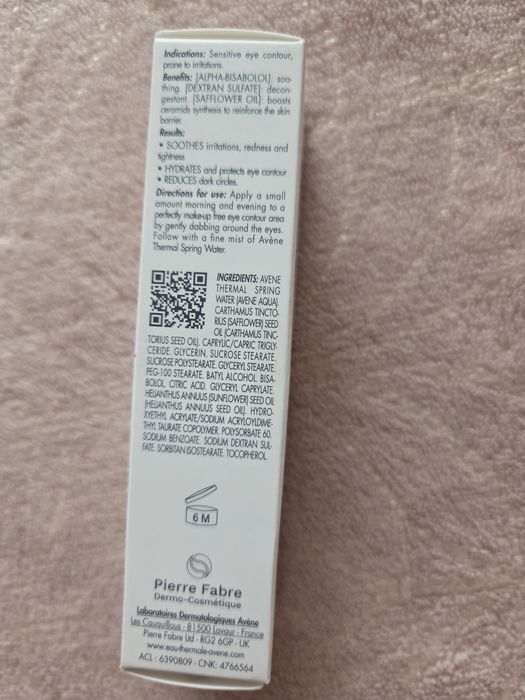 Indications: Sensitive eye contour,
prone to irritations.
Benefits: [ALPHA-BISABOLOL]: soo-
thing. [DEXTRAN SULFATE]: decon-
gestant. [SAFFLOWER OIL]: boosts
ceramids synthesis to reinforce the skin
barrier.
Results:
• SOOTHES irritations, redness and
tightness
• HYDRATES and protects eye contour
• REDUCES dark circles.
Directions for use: Apply a small
amount morning and evening to a
perfectly make-up free eye contour area
by gently dabbing around the eyes.
Follow with a fine mist of Avène
Thermal Spring Water.
INGREDIENTS: AVENE
THERMAL SPRING
WATER (AVENE AQUA).
CARTHAMUS TINCTO-
RIUS (SAFFLOWER) SEED
OIL (CARTHAMUS TINC-
TORIUS SEED OIL). CAPRYLIC/CAPRIC TRIGLY-
CERIDE. GLYCERIN. SUCROSE STEARATE.
SUCROSE POLYSTEARATE. GLYCERYL STEARATE.
PEG-100 STEARATE. BATYL ALCOHOL. BISA-
BOLOL. CITRIC ACID. GLYCERYL CAPRYLATE.
HELIANTHUS ANNUUS (SUNFLOWER) SEED OIL
(HELIANTHUS ANNUUS SEED OIL). HYDRO-
XYETHYL ACRYLATE/SODIUM ACRYLOYLDIME-
THYL TAURATE COPOLYMER. POLYSORBATE 60.
SODIUM BENZOATE. SODIUM DEXTRAN SUL-
FATE. SORBITAN ISOSTEARATE. TOCOPHEROL.
6 M
Pierre Fabre
Dermo-Cosmétique
Laboratoires Dermatologiques Avène
Les Cauquillous - 81500 Lavaur - France
Pierre Fabre Ltd - RG2 6GP - UK
www.eauthermale-avene.com
ACL : 6390809 - CNK: 4766564